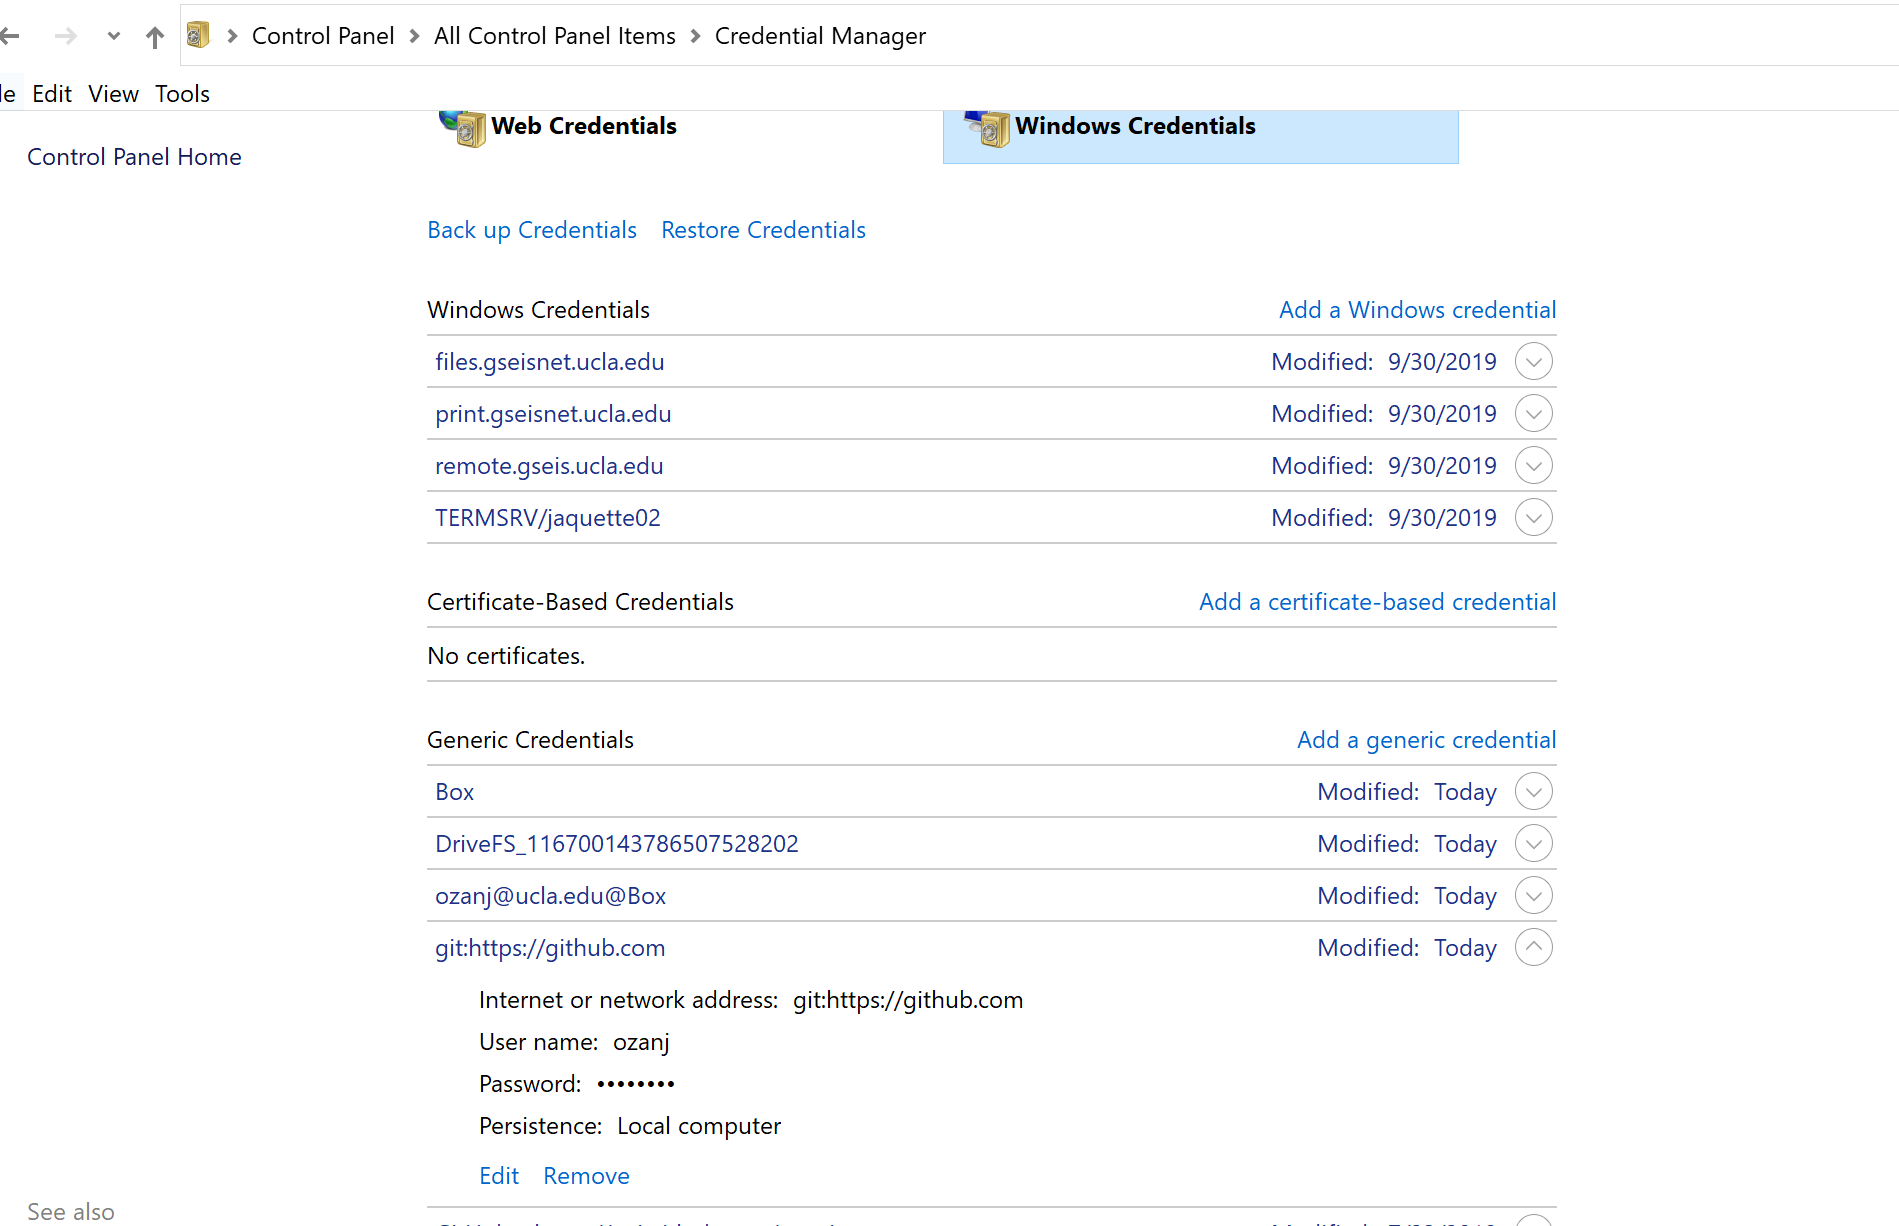 Control Panel > All Control Panel Items > Credential Manager
le Edit View Tools
Web Credentials Windows Credentials
Control Panel Home
Back up Credentials Restore Credentials
Windows Credentials Add a Windows credential
files.gseisnet.ucla.edu Modified: 9/30/2019
print.gseisnet.ucla.edu Modified: 9/30/2019
remote.gseis.ucla.edu Modified: 9/30/2019
TERMSRV/jaquette02 Modified: 9/30/2019
Certificate-Based Credentials Add a certificate-based credential
No certificates.
Generic Credentials Add a generic credential
Box Modified: Today
DriveFS_116700143786507528202 Modified: Today
ozanj@ucla.edu@Box Modified: Today
git:https://github.com Modified: Today
Internet or network address: git:https://github.com
User name: ozanj
Password: ••••••••
Persistence: Local computer
Edit Remove
See also